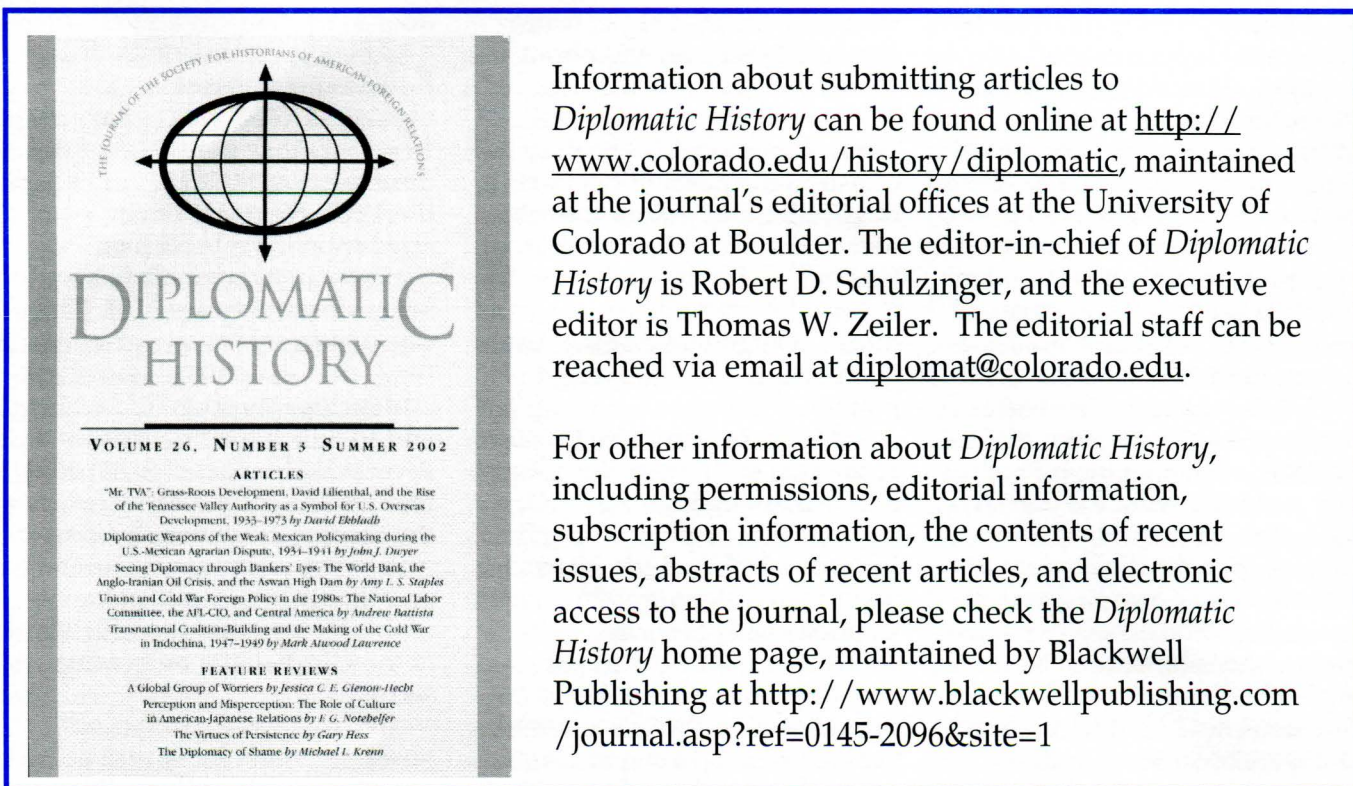 THE JOURNAL OF THE SOCIETY FOR HISTORIANS OF AMERICAN FOREIGN RELATIONS
DIPLOMATIC
HISTORY
VOLUME 26, NUMBER 3 SUMMER 2002
ARTICLES
"Mr. TVA": Grass-Roots Development, David Lilienthal, and the Rise
of the Tennessee Valley Authority as a Symbol for U.S. Overseas
Development, 1933–1973 by David Ekbladh
Diplomatic Weapons of the Weak: Mexican Policymaking during the
U.S.-Mexican Agrarian Dispute, 1934–1941 by John J. Dwyer
Seeing Diplomacy through Bankers' Eyes: The World Bank, the
Anglo-Iranian Oil Crisis, and the Aswan High Dam by Amy L. S. Staples
Unions and Cold War Foreign Policy in the 1980s: The National Labor
Committee, the AFL-CIO, and Central America by Andrew Battista
Transnational Coalition-Building and the Making of the Cold War
in Indochina, 1947–1949 by Mark Atwood Lawrence
FEATURE REVIEWS
A Global Group of Worriers by Jessica C. E. Gienow-Hecht
Perception and Misperception: The Role of Culture
in American-Japanese Relations by F. G. Notehelfer
The Virtues of Persistence by Gary Hess
The Diplomacy of Shame by Michael L. Krenn
Information about submitting articles to
Diplomatic History can be found online at http://
www.colorado.edu/history/diplomatic, maintained
at the journal's editorial offices at the University of
Colorado at Boulder. The editor-in-chief of Diplomatic
History is Robert D. Schulzinger, and the executive
editor is Thomas W. Zeiler. The editorial staff can be
reached via email at diplomat@colorado.edu.
For other information about Diplomatic History,
including permissions, editorial information,
subscription information, the contents of recent
issues, abstracts of recent articles, and electronic
access to the journal, please check the Diplomatic
History home page, maintained by Blackwell
Publishing at http://www.blackwellpublishing.com
/journal.asp?ref=0145-2096&site=1